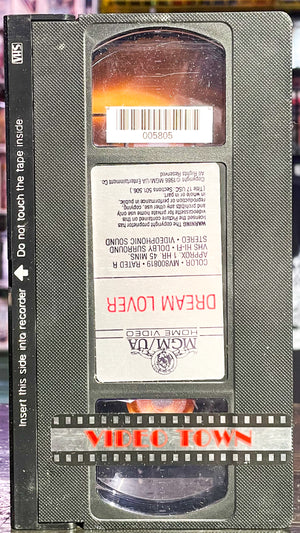 VHS
Insert this side into recorder Do not touch the tape inside
005805
MGM UA
HOME VIDEO
DREAM LOVER
COLOR • MV800819 • RATED R
APPROX. 1 HR. 45 MINS.
VHS HI-FI • DOLBY SURROUND
STEREO • VIDEOPHONIC SOUND
WARNING: The copyright proprietor has
licensed the Picture contained on this
videocassette for private home use only
and prohibits any other use, copying,
reproduction or performance in public,
in whole or in part
(Title 17 USC, Sections 501, 506.)
Copyright © 1986 MGM/UA Entertainment Co
All Rights Reserved
VIDEO TOWN